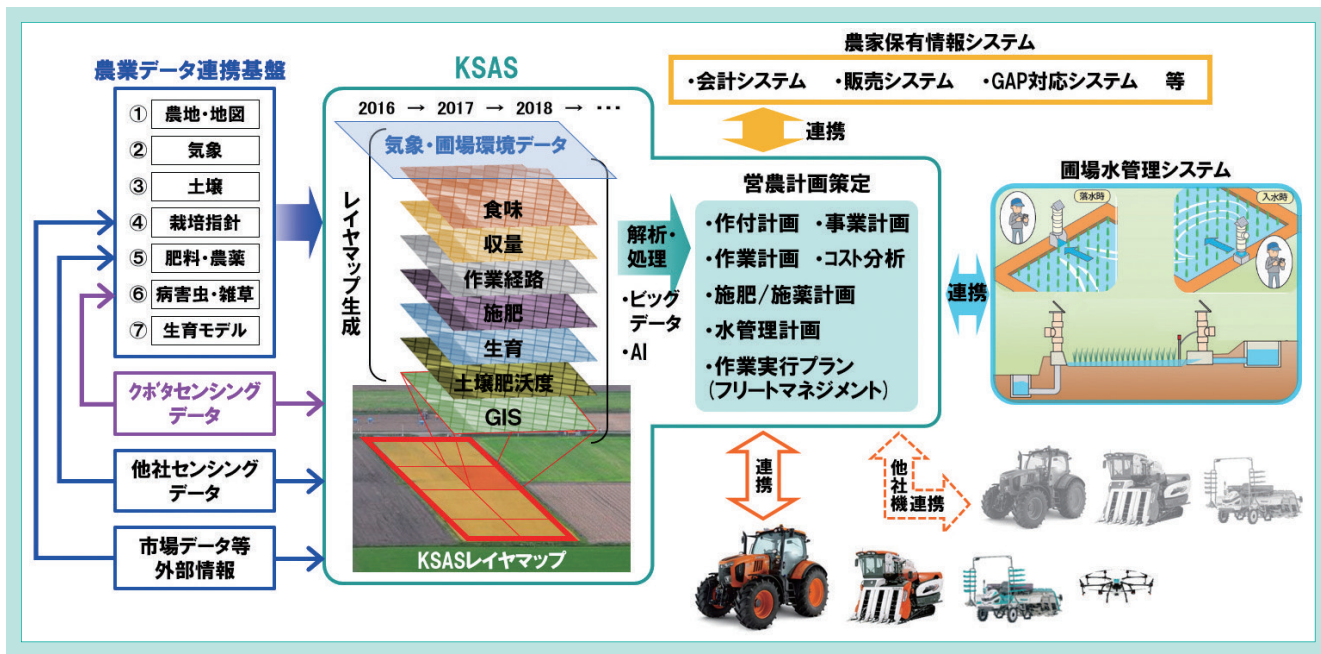 農業データ連携基盤
① 農地・地図
② 気象
③ 土壌
④ 栽培指針
⑤ 肥料・農薬
⑥ 病害虫・雑草
⑦ 生育モデル
クボタセンシング
データ
他社センシング
データ
市場データ等
外部情報
KSAS
2016 → 2017 → 2018 → ・・・
気象・圃場環境データ
レイヤマップ生成
食味
収量
作業経路
施肥
生育
土壌肥沃度
GIS
KSASレイヤマップ
解析・
処理
・ビッグ
データ
・AI
農家保有情報システム
・会計システム ・販売システム ・GAP対応システム 等
連携
営農計画策定
・作付計画 ・事業計画
・作業計画 ・コスト分析
・施肥/施薬計画
・水管理計画
・作業実行プラン
(フリートマネジメント)
連携
圃場水管理システム
落水時
入水時
連携
他社機連携